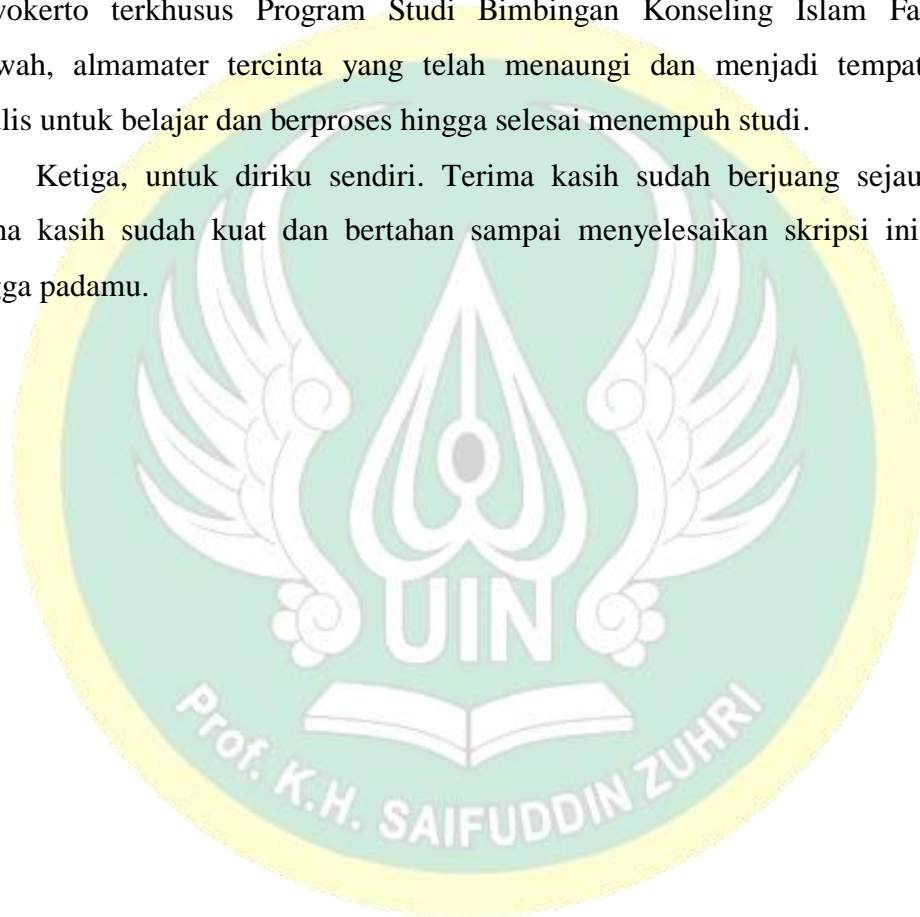 yokerto terkhusus Program Studi Bimbingan Konseling Islam Fa
wah, almamater tercinta yang telah menaungi dan menjadi tempat
lis untuk belajar dan berproses hingga selesai menempuh studi.
Ketiga, untuk diriku sendiri. Terima kasih sudah berjuang sejau
na kasih sudah kuat dan bertahan sampai menyelesaikan skripsi ini
gga padamu.
UIN
Prof. K.H. SAIFUDDIN ZUHRI